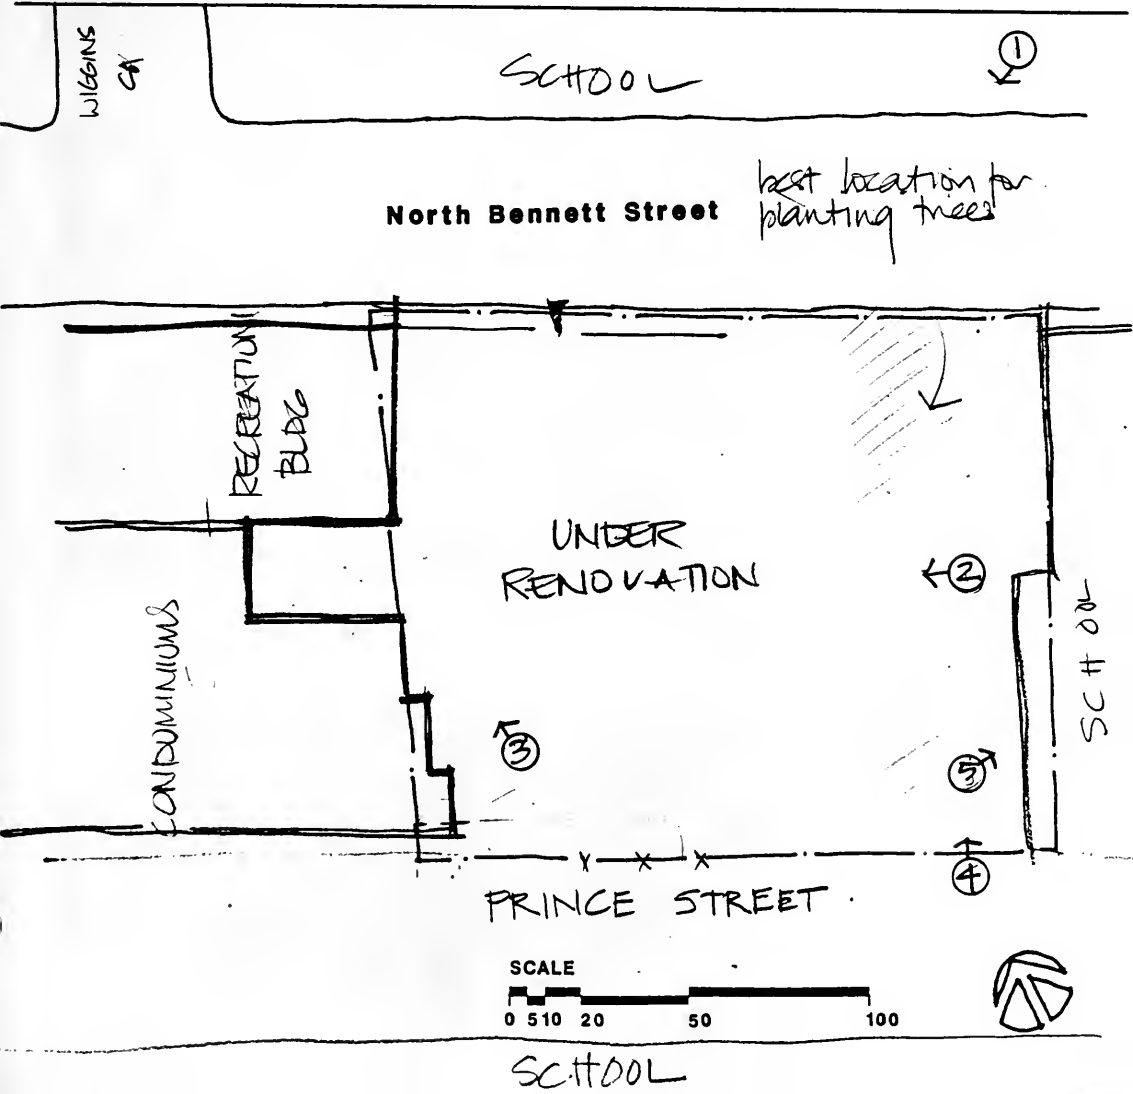 WIGGINS
SCHOOL
1
best location for
planting trees
North Bennett Street
RECREATION
BLDG
UNDER
RENOVATION
2
SCHOOL
CONDUMINIUMS
3
5
4
PRINCE STREET
SCALE
0 5 10 20 50 100
SCHOOL